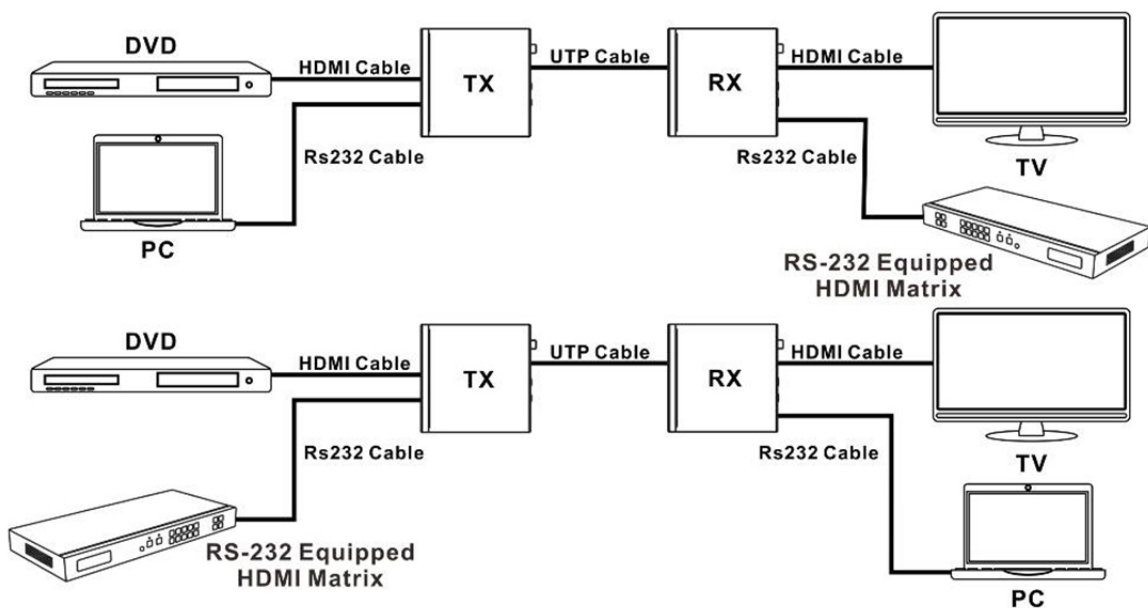 DVD
HDMI Cable
TX
UTP Cable
RX
HDMI Cable
Rs232 Cable
Rs232 Cable
PC
TV
RS-232 Equipped
HDMI Matrix
DVD
HDMI Cable
TX
UTP Cable
RX
HDMI Cable
Rs232 Cable
Rs232 Cable
TV
RS-232 Equipped
HDMI Matrix
PC